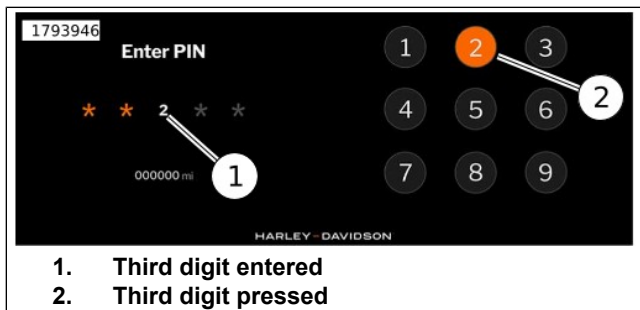 1793946
Enter PIN
* * 2 * *
000000 mi
1 2 3
4 5 6
7 8 9
1
2
HARLEY-DAVIDSON
1. Third digit entered
2. Third digit pressed